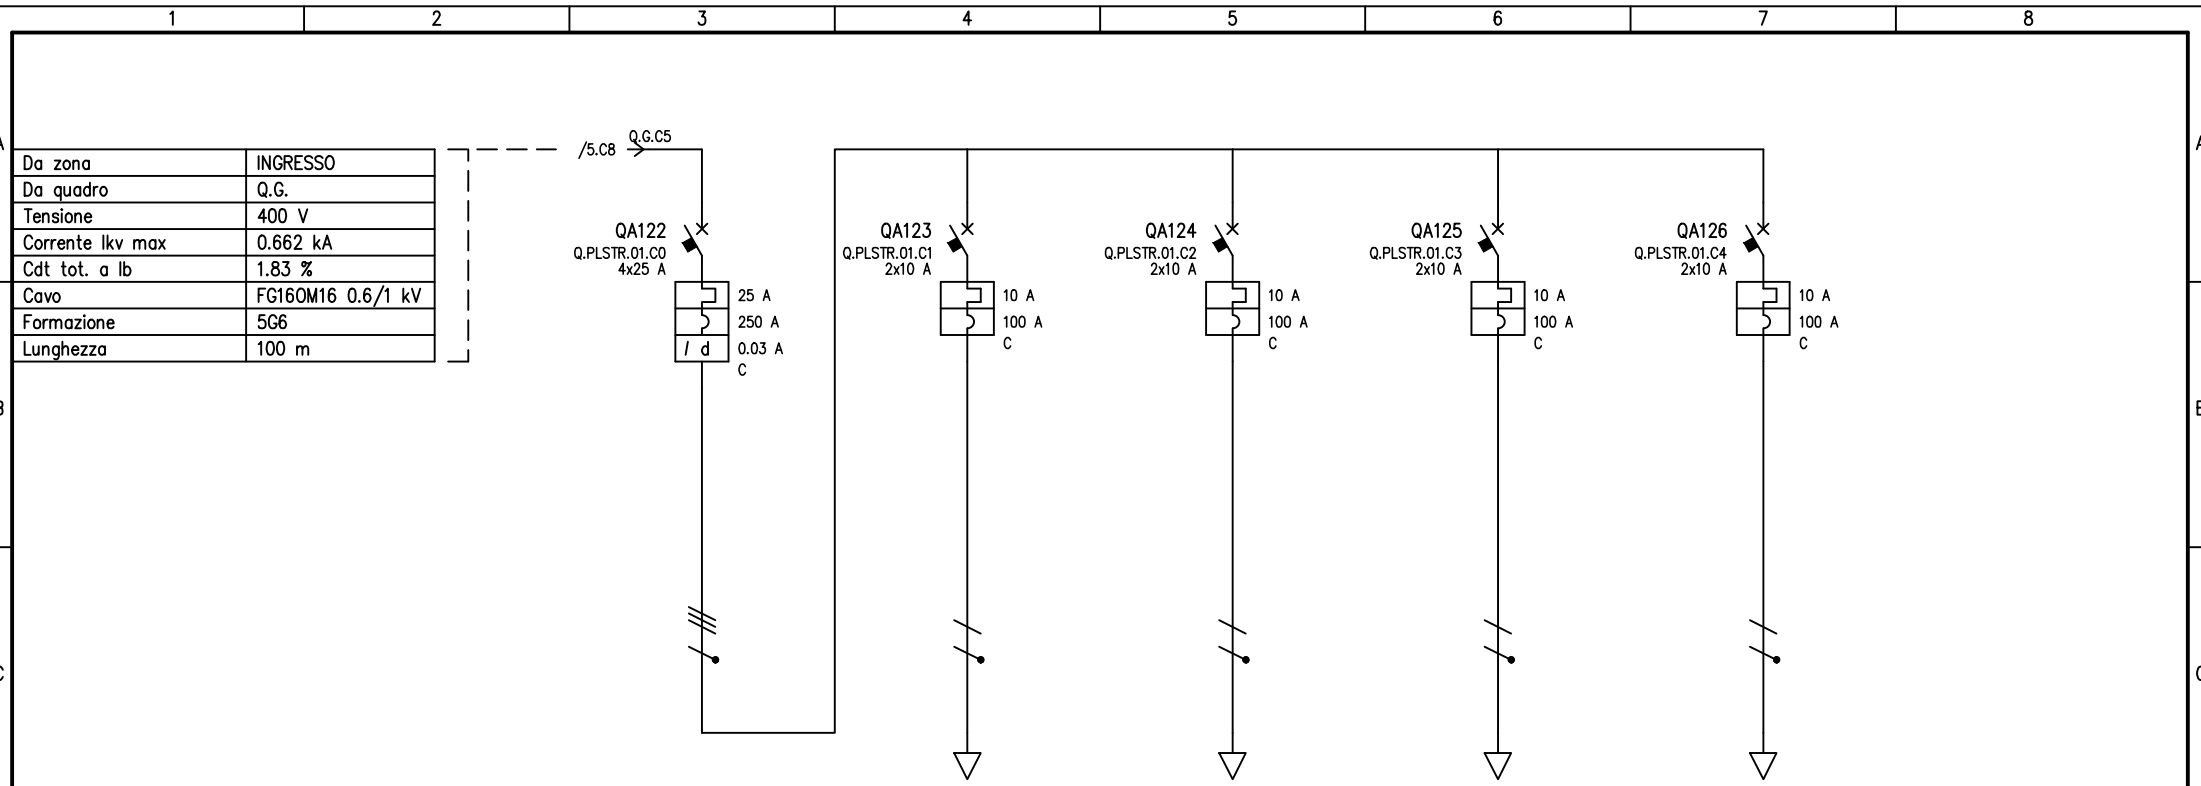 1 2 3 4 5 6 7 8
A A
Q.G.C5
/5.C8
Da zona INGRESSO
Da quadro Q.G.
Tensione 400 V
Corrente Ikv max 0.662 kA
Cdt tot. a Ib 1.83 %
Cavo FG16OM16 0.6/1 kV
Formazione 5G6
Lunghezza 100 m
QA122
Q.PLSTR.01.C0
4x25 A
25 A
250 A
I d 0.03 A
C
QA123
Q.PLSTR.01.C1
2x10 A
10 A
100 A
C
QA124
Q.PLSTR.01.C2
2x10 A
10 A
100 A
C
QA125
Q.PLSTR.01.C3
2x10 A
10 A
100 A
C
QA126
Q.PLSTR.01.C4
2x10 A
10 A
100 A
C
B B
C C